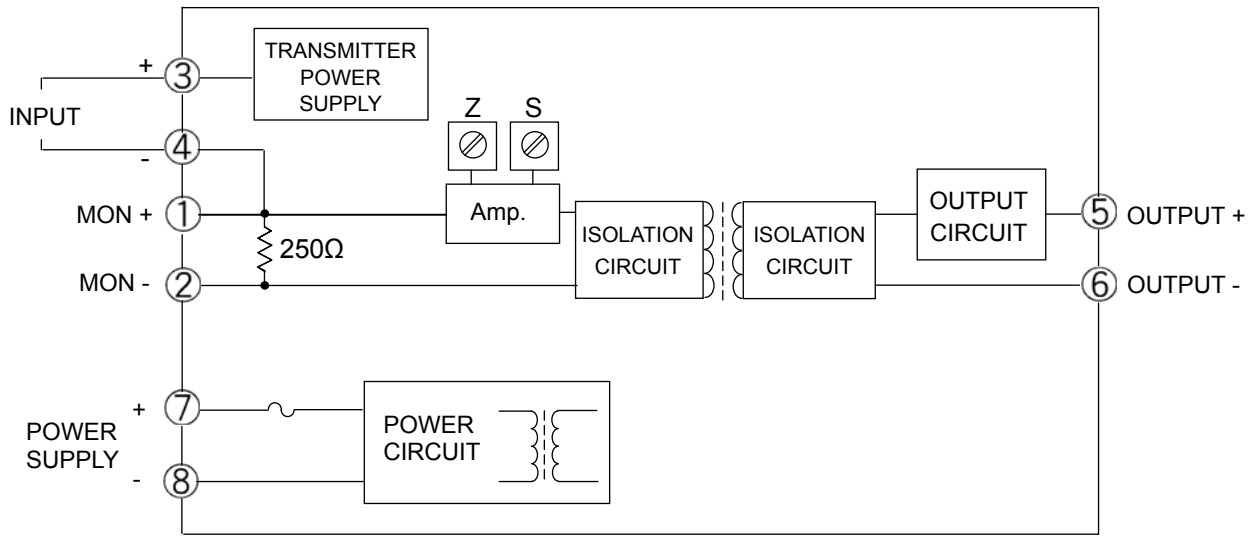 TRANSMITTER
POWER
SUPPLY
+
3
INPUT
4
-
Z
S
MON +
1
Amp.
250Ω
MON -
2
ISOLATION
CIRCUIT
ISOLATION
CIRCUIT
OUTPUT
CIRCUIT
5
OUTPUT +
6
OUTPUT -
+
7
POWER
SUPPLY
-
8
POWER
CIRCUIT